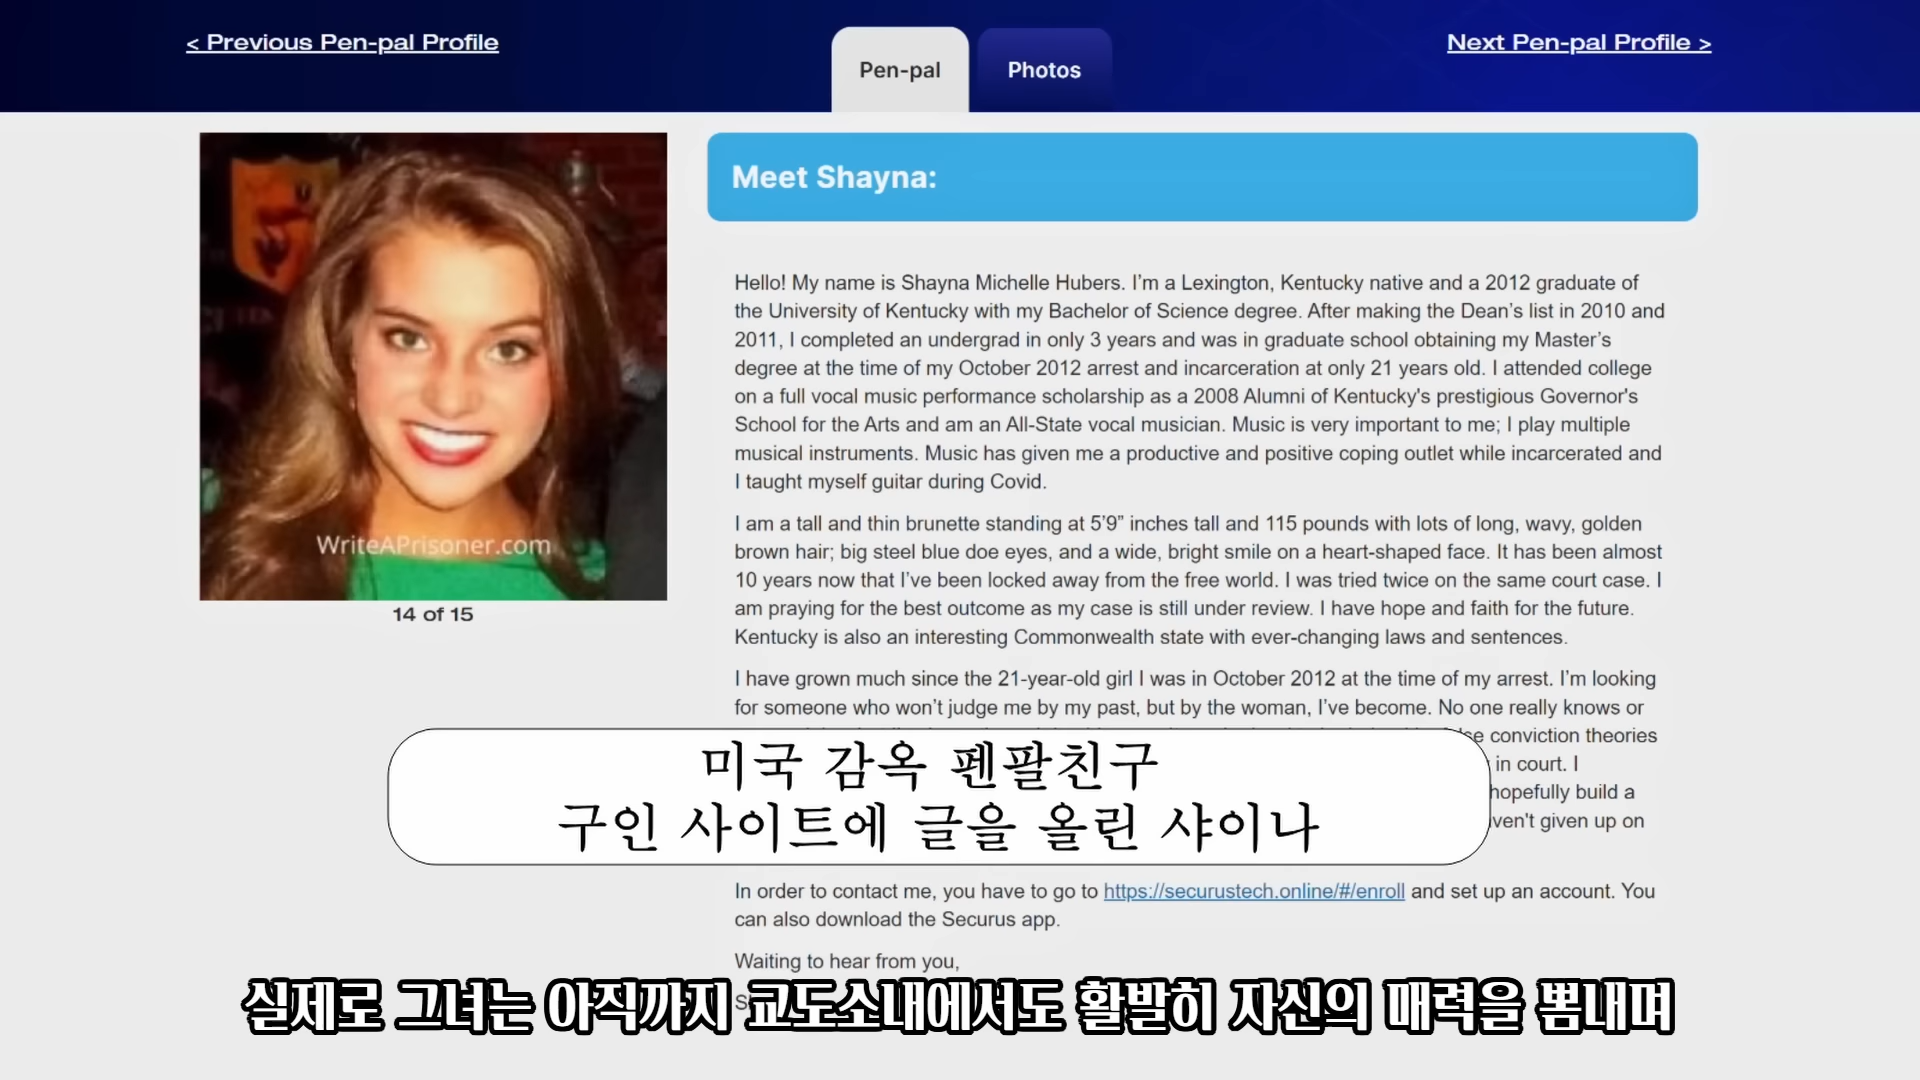 < Previous Pen-pal Profile
Pen-pal
Photos
Next Pen-pal Profile >
WriteAPrisoner.com
14 of 15
Meet Shayna:
Hello! My name is Shayna Michelle Hubers. I'm a Lexington, Kentucky native and a 2012 graduate of
the University of Kentucky with my Bachelor of Science degree. After making the Dean's list in 2010 and
2011, I completed an undergrad in only 3 years and was in graduate school obtaining my Master's
degree at the time of my October 2012 arrest and incarceration at only 21 years old. I attended college
on a full vocal music performance scholarship as a 2008 Alumni of Kentucky's prestigious Governor's
School for the Arts and am an All-State vocal musician. Music is very important to me; I play multiple
musical instruments. Music has given me a productive and positive coping outlet while incarcerated and
I taught myself guitar during Covid.
I am a tall and thin brunette standing at 5'9” inches tall and 115 pounds with lots of long, wavy, golden
brown hair; big steel blue doe eyes, and a wide, bright smile on a heart-shaped face. It has been almost
10 years now that I've been locked away from the free world. I was tried twice on the same court case. I
am praying for the best outcome as my case is still under review. I have hope and faith for the future.
Kentucky is also an interesting Commonwealth state with ever-changing laws and sentences.
I have grown much since the 21-year-old girl I was in October 2012 at the time of my arrest. I'm looking
for someone who won't judge me by my past, but by the woman, I've become. No one really knows or
conviction theories
in court. I
hopefully build a
given up on
미국 감옥 펜팔친구
구인 사이트에 글을 올린 샤이나
In order to contact me, you have to go to https://securustech.online/#/enroll and set up an account. You
can also download the Securus app.
Waiting to hear from you,
실제로 그녀는 아직까지 교도소내에서도 활발히 자신의 매력을 뽐내며